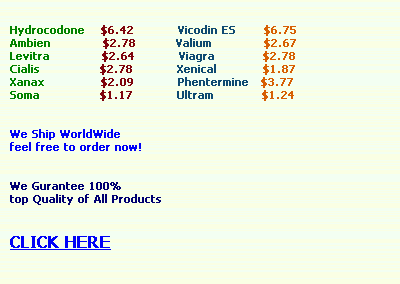 Hydrocodone $6.42 Vicodin ES $6.75
Ambien $2.78 Valium $2.67
Levitra $2.64 Viagra $2.78
Cialis $2.78 Xenical $1.87
Xanax $2.09 Phentermine $3.77
Soma $1.17 Ultram $1.24
We Ship WorldWide
feel free to order now!
We Gurantee 100%
top Quality of All Products
CLICK HERE